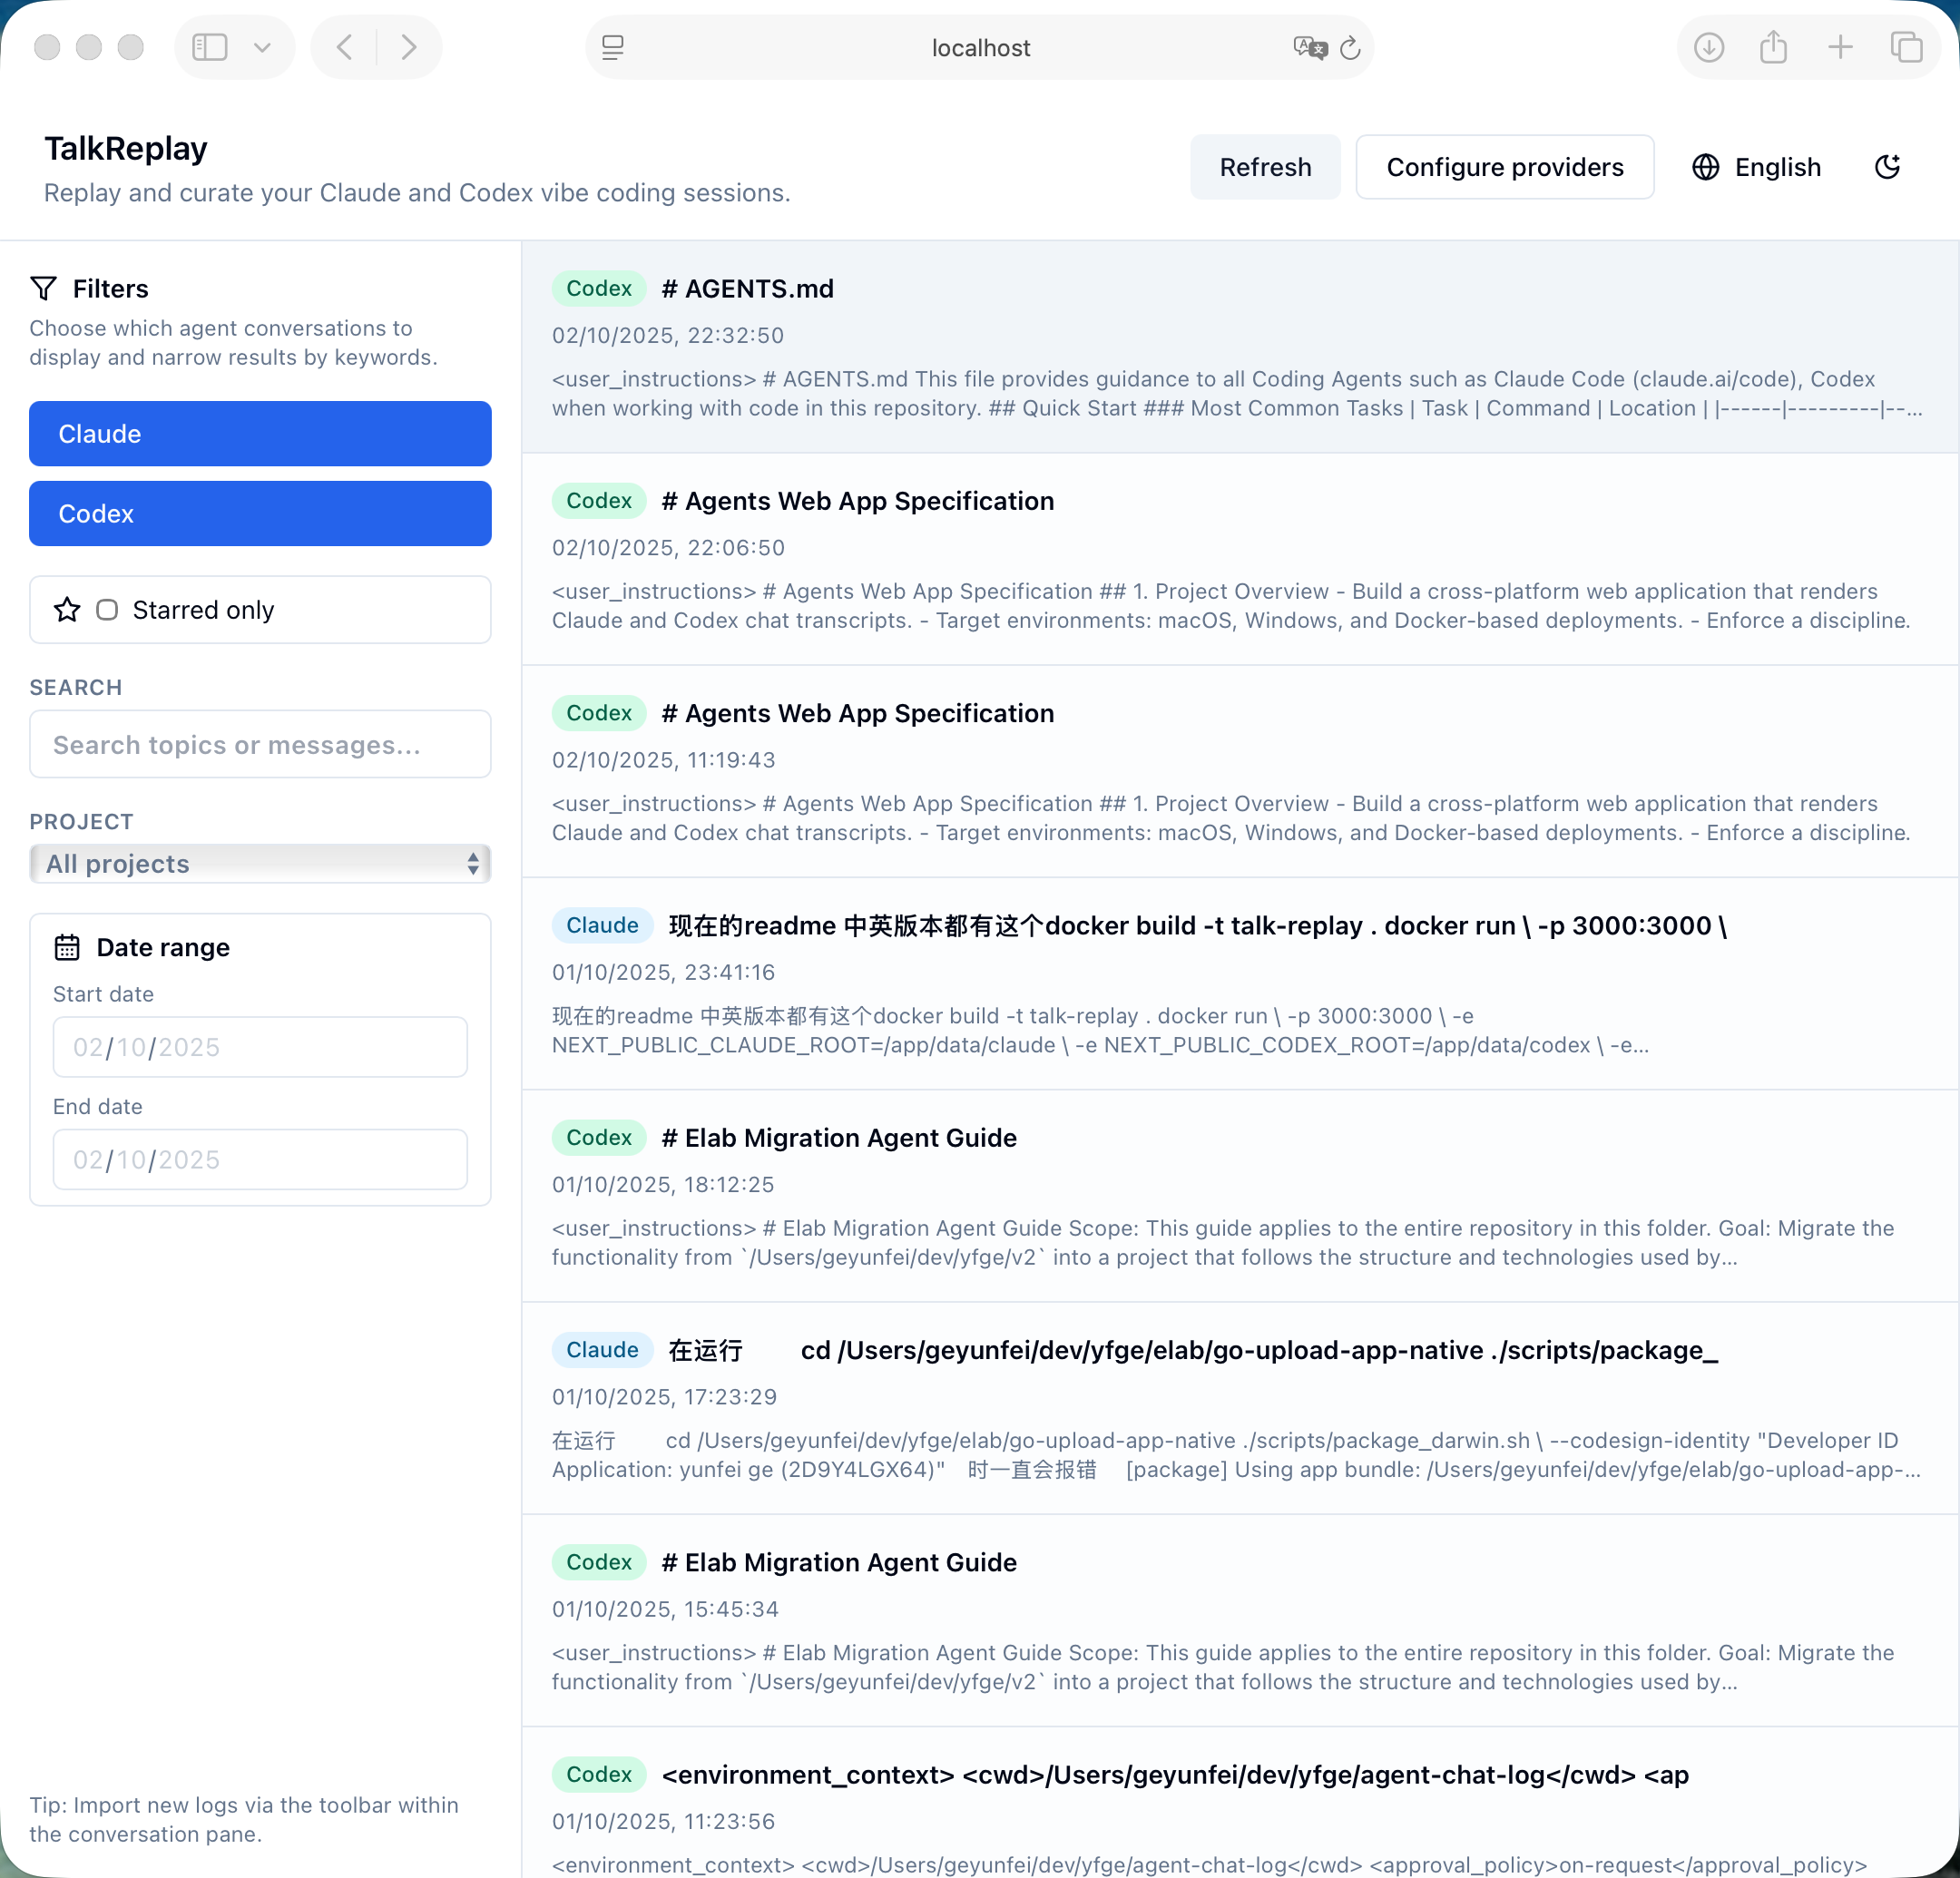 localhost
TalkReplay
Replay and curate your Claude and Codex vibe coding sessions.
Refresh
Configure providers
English
Filters
Choose which agent conversations to
display and narrow results by keywords.
Claude
Codex
Starred only
SEARCH
Search topics or messages...
PROJECT
All projects
Date range
Start date
02/10/2025
End date
02/10/2025
Tip: Import new logs via the toolbar within
the conversation pane.
Codex # AGENTS.md
02/10/2025, 22:32:50
<user_instructions> # AGENTS.md This file provides guidance to all Coding Agents such as Claude Code (claude.ai/code), Codex
when working with code in this repository. ## Quick Start ### Most Common Tasks | Task | Command | Location | |------|---------|--...
Codex # Agents Web App Specification
02/10/2025, 22:06:50
<user_instructions> # Agents Web App Specification ## 1. Project Overview - Build a cross-platform web application that renders
Claude and Codex chat transcripts. - Target environments: macOS, Windows, and Docker-based deployments. - Enforce a discipline.
Codex # Agents Web App Specification
02/10/2025, 11:19:43
<user_instructions> # Agents Web App Specification ## 1. Project Overview - Build a cross-platform web application that renders
Claude and Codex chat transcripts. - Target environments: macOS, Windows, and Docker-based deployments. - Enforce a discipline.
Claude 现在的readme 中英版本都有这个docker build -t talk-replay . docker run \ -p 3000:3000 \
01/10/2025, 23:41:16
现在的readme 中英版本都有这个docker build -t talk-replay . docker run \ -p 3000:3000 \ -e
NEXT_PUBLIC_CLAUDE_ROOT=/app/data/claude \ -e NEXT_PUBLIC_CODEX_ROOT=/app/data/codex \ -e...
Codex # Elab Migration Agent Guide
01/10/2025, 18:12:25
<user_instructions> # Elab Migration Agent Guide Scope: This guide applies to the entire repository in this folder. Goal: Migrate the
functionality from `/Users/geyunfei/dev/yfge/v2` into a project that follows the structure and technologies used by...
Claude 在运行 cd /Users/geyunfei/dev/yfge/elab/go-upload-app-native ./scripts/package_
01/10/2025, 17:23:29
在运行 cd /Users/geyunfei/dev/yfge/elab/go-upload-app-native ./scripts/package_darwin.sh \ --codesign-identity "Developer ID
Application: yunfei ge (2D9Y4LGX64)" 时一直会报错 [package] Using app bundle: /Users/geyunfei/dev/yfge/elab/go-upload-app-...
Codex # Elab Migration Agent Guide
01/10/2025, 15:45:34
<user_instructions> # Elab Migration Agent Guide Scope: This guide applies to the entire repository in this folder. Goal: Migrate the
functionality from `/Users/geyunfei/dev/yfge/v2` into a project that follows the structure and technologies used by...
Codex <environment_context> <cwd>/Users/geyunfei/dev/yfge/agent-chat-log</cwd> <ap
01/10/2025, 11:23:56
<environment_context> <cwd>/Users/geyunfei/dev/yfge/agent-chat-log</cwd> <approval_policy>on-request</approval_policy>